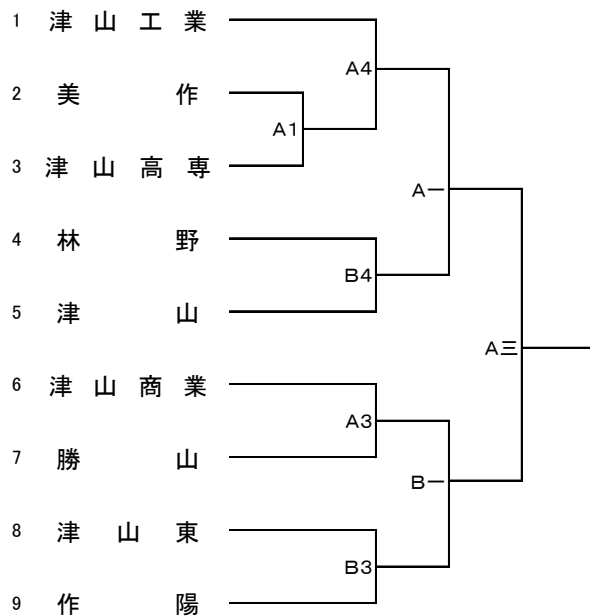 1 津山工業
A4
2 美作
A1
3 津山高専
A一
4 林野
B4
5 津山
A三
6 津山商業
A3
7 勝山
B一
8 津山東
B3
9 作陽